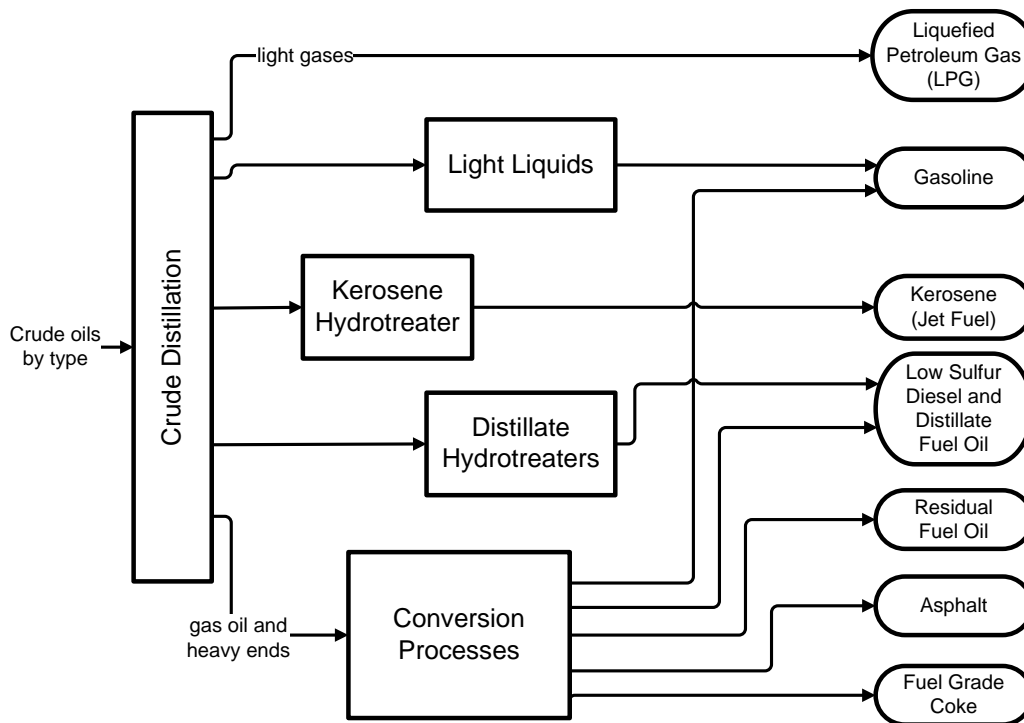 light gases
Liquefied
Petroleum Gas
(LPG)
Light Liquids
Gasoline
Crude Distillation
Kerosene
Hydrotreater
Kerosene
(Jet Fuel)
Crude oils
by type
Low Sulfur
Diesel and
Distillate
Fuel Oil
Distillate
Hydrotreaters
Residual
Fuel Oil
gas oil and
heavy ends
Conversion
Processes
Asphalt
Fuel Grade
Coke